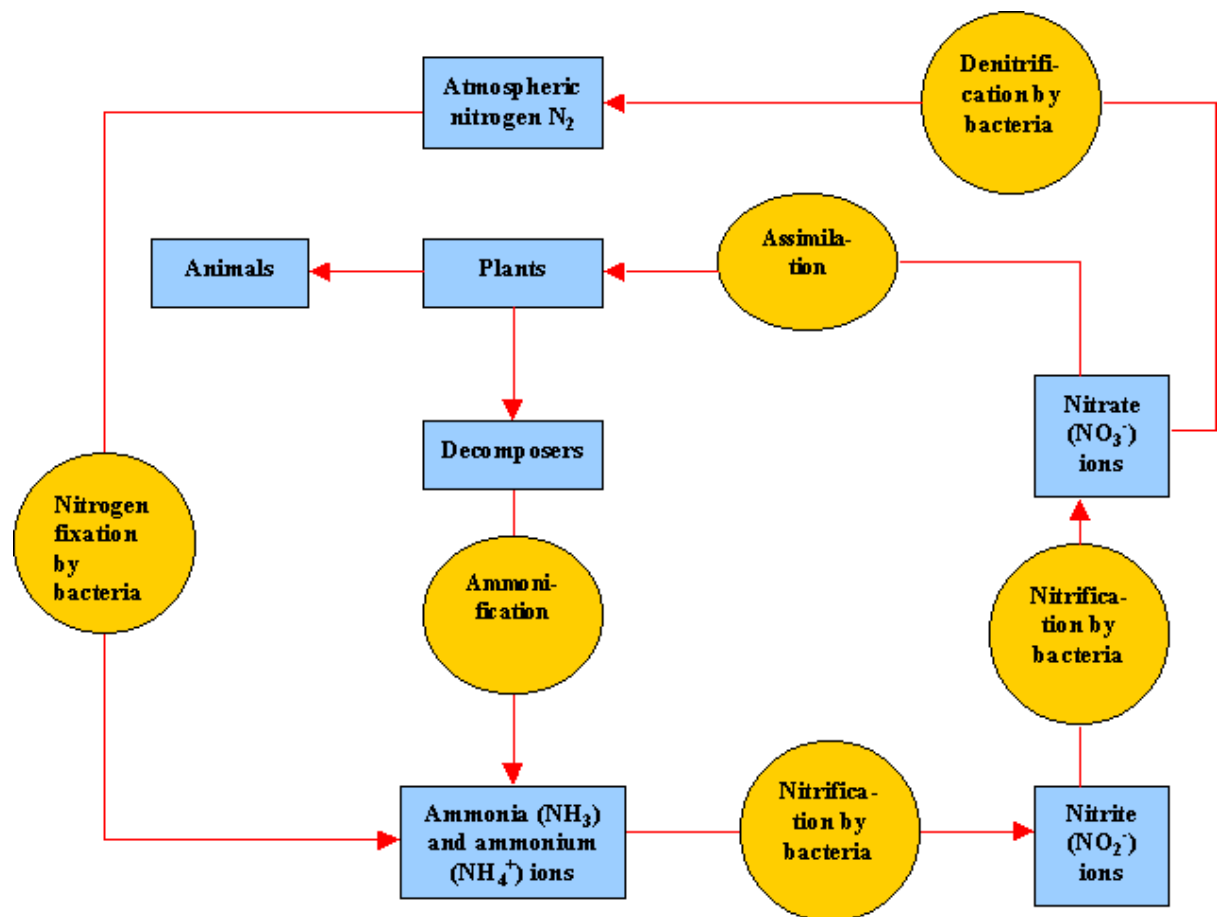 Atmospheric
nitrogen N₂
Denitrifi-
cation by
bacteria
Animals
Plants
Assimila-
tion
Nitrate
(NO₃⁻)
ions
Decomposers
Nitrogen
fixation
by
bacteria
Ammoni-
fication
Nitrifica-
tion by
bacteria
Ammonia (NH₃)
and ammonium
(NH₄⁺) ions
Nitrifica-
tion by
bacteria
Nitrite
(NO₂⁻)
ions